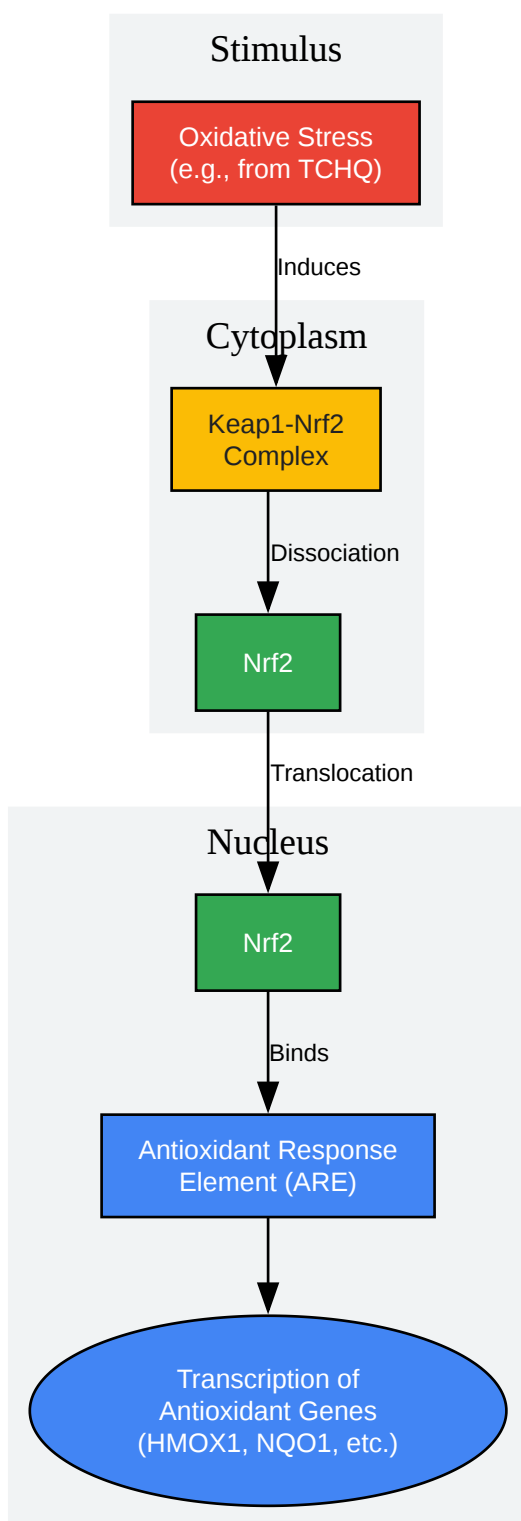 Stimulus
Oxidative Stress
(e.g., from TCHQ)
Induces
Cytoplasm
Keap1-Nrf2
Complex
Dissociation
Nrf2
Translocation
Nucleus
Nrf2
Binds
Antioxidant Response
Element (ARE)
Transcription of
Antioxidant Genes
(HMOX1, NQO1, etc.)